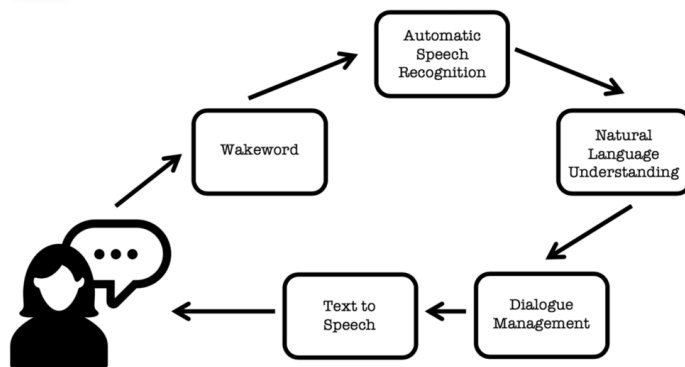 Automatic
Speech
Recognition
Wakeword
Natural
Language
Understanding
Text to
Speech
Dialogue
Management